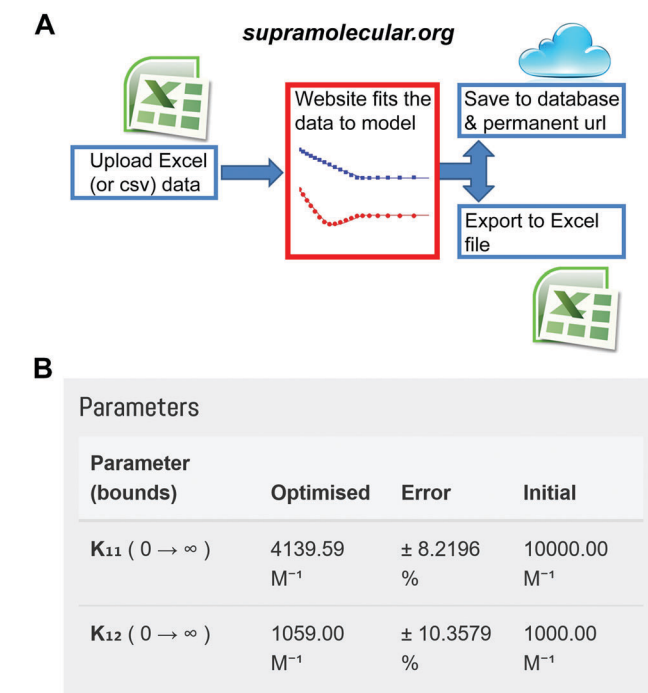 A
supramolecular.org
Upload Excel
(or csv) data
Website fits the
data to model
Save to database
& permanent url
Export to Excel
file
B
Parameters
Parameter
(bounds) Optimised Error Initial
K₁₁ ( 0 → ∞ ) 4139.59 ± 8.2196 10000.00
M⁻¹ % M⁻¹
K₁₂ ( 0 → ∞ ) 1059.00 ± 10.3579 1000.00
M⁻¹ % M⁻¹